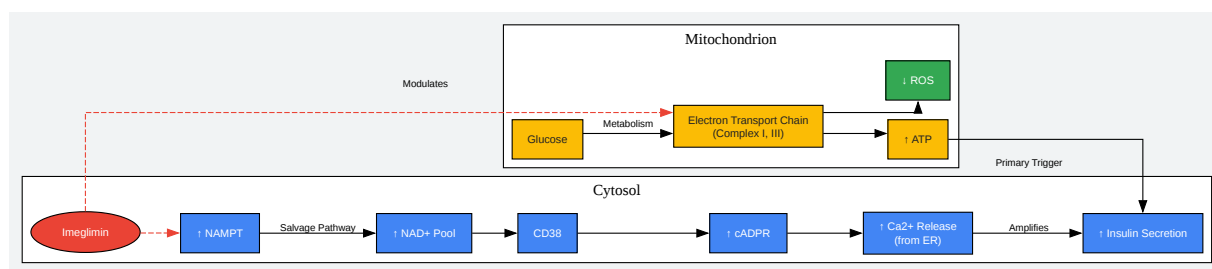 Mitochondrion
Modulates
↓ ROS
Glucose
Metabolism
Electron Transport Chain
(Complex I, III)
↑ ATP
Primary Trigger
Cytosol
Imeglimin
↑ NAMPT
Salvage Pathway
↑ NAD+ Pool
CD38
↑ cADPR
↑ Ca2+ Release
(from ER)
Amplifies
↑ Insulin Secretion